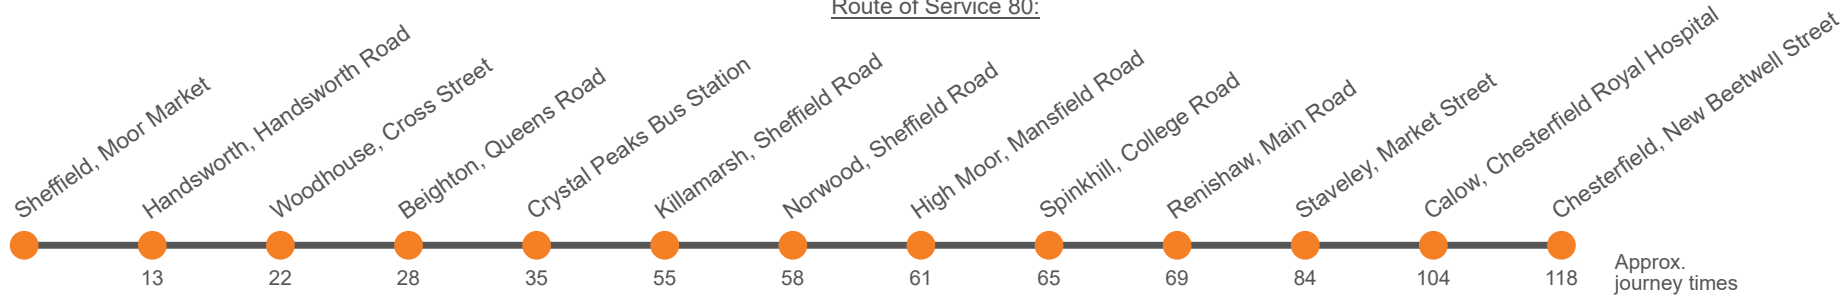 Route of Service 80:
Sheffield, Moor Market
Handsworth, Handsworth Road
Woodhouse, Cross Street
Beighton, Queens Road
Crystal Peaks Bus Station
Killamarsh, Sheffield Road
Norwood, Sheffield Road
High Moor, Mansfield Road
Spinkhill, College Road
Renishaw, Main Road
Staveley, Market Street
Calow, Chesterfield Royal Hospital
Chesterfield, New Beetwell Street
13 22 28 35 55 58 61 65 69 84 104 118
Approx.
journey times